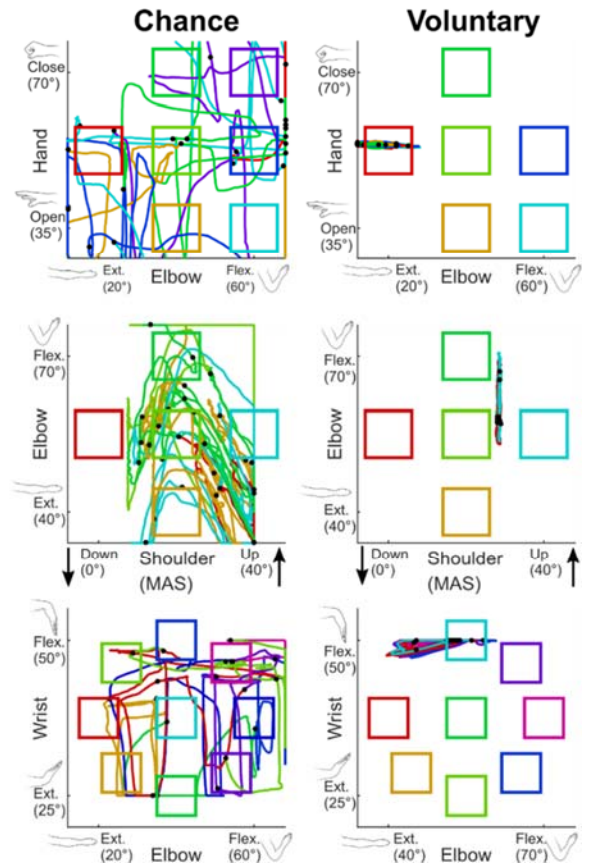 Chance
Voluntary
Close
(70°)
Hand
Open
(35°)
Ext.
(20°)
Elbow
Flex.
(60°)
Close
(70°)
Hand
Open
(35°)
Ext.
(20°)
Elbow
Flex.
(60°)
Flex.
(70°)
Elbow
Ext.
(40°)
Down
(0°)
Shoulder
(MAS)
Up
(40°)
Flex.
(70°)
Elbow
Ext.
(40°)
Down
(0°)
Shoulder
(MAS)
Up
(40°)
Flex.
(50°)
Wrist
Ext.
(25°)
Ext.
(20°)
Elbow
Flex.
(60°)
Flex.
(50°)
Wrist
Ext.
(25°)
Ext.
(40°)
Elbow
Flex.
(70°)